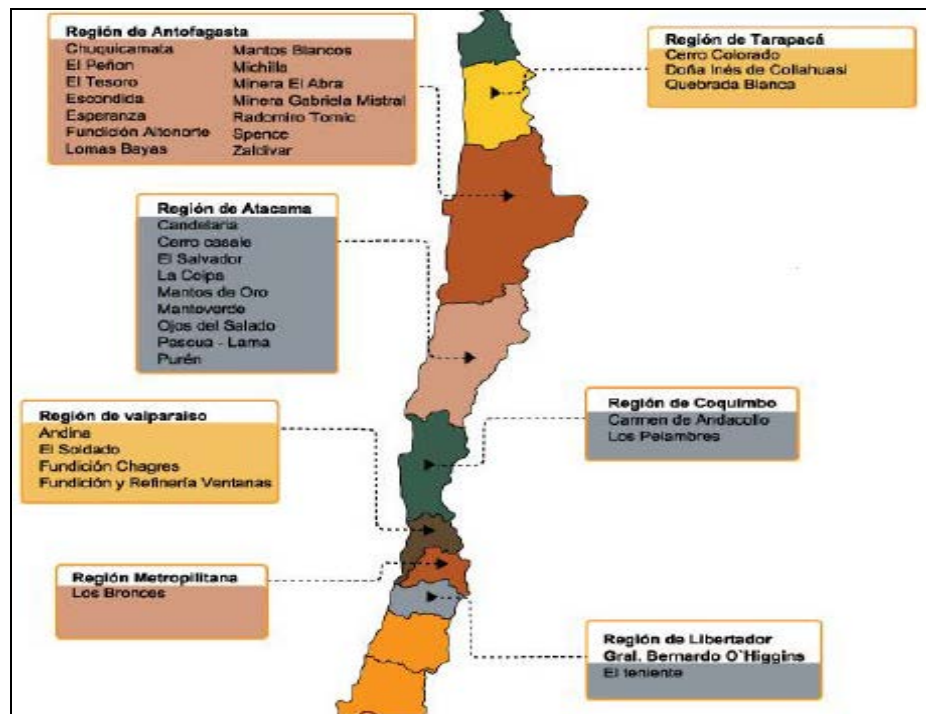 Región de Antofagasta
Chuquicamata
El Peñon
El Tesoro
Escondida
Esperanza
Fundición Altonorte
Lomas Bayas
Mantos Blancos
Michilla
Minera El Abra
Minera Gabriela Mistral
Radomiro Tomic
Spence
Zaldivar
Región de Tarapacá
Cerro Colorado
Doña Inés de Collahuasi
Quebrada Blanca
Región de Atacama
Candelaria
Cerro casale
El Salvador
La Coipa
Mantos de Oro
Mantoverde
Ojos del Salado
Pascua - Lama
Purén
Región de valparaiso
Andina
El Soldado
Fundición Chagres
Fundición y Refinería Ventanas
Región de Coquimbo
Carmen de Andacollo
Los Pelambres
Región Metropilitana
Los Bronces
Región de Libertador
Gral. Bernardo O`Higgins
El teniente